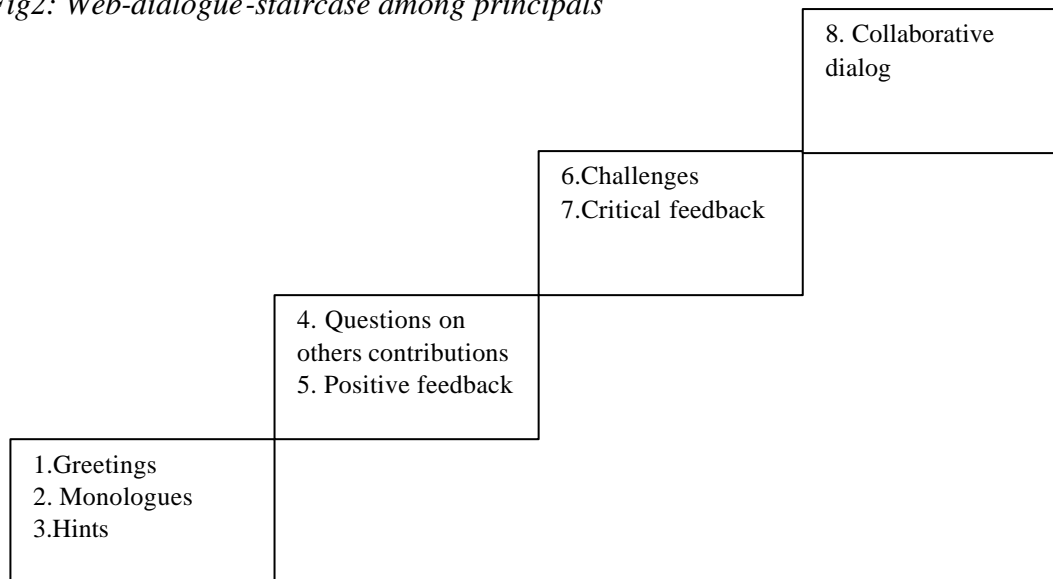 Fig2: Web-dialogue-staircase among principals
8. Collaborative
dialog
6.Challenges
7.Critical feedback
4. Questions on
others contributions
5. Positive feedback
1.Greetings
2. Monologues
3.Hints